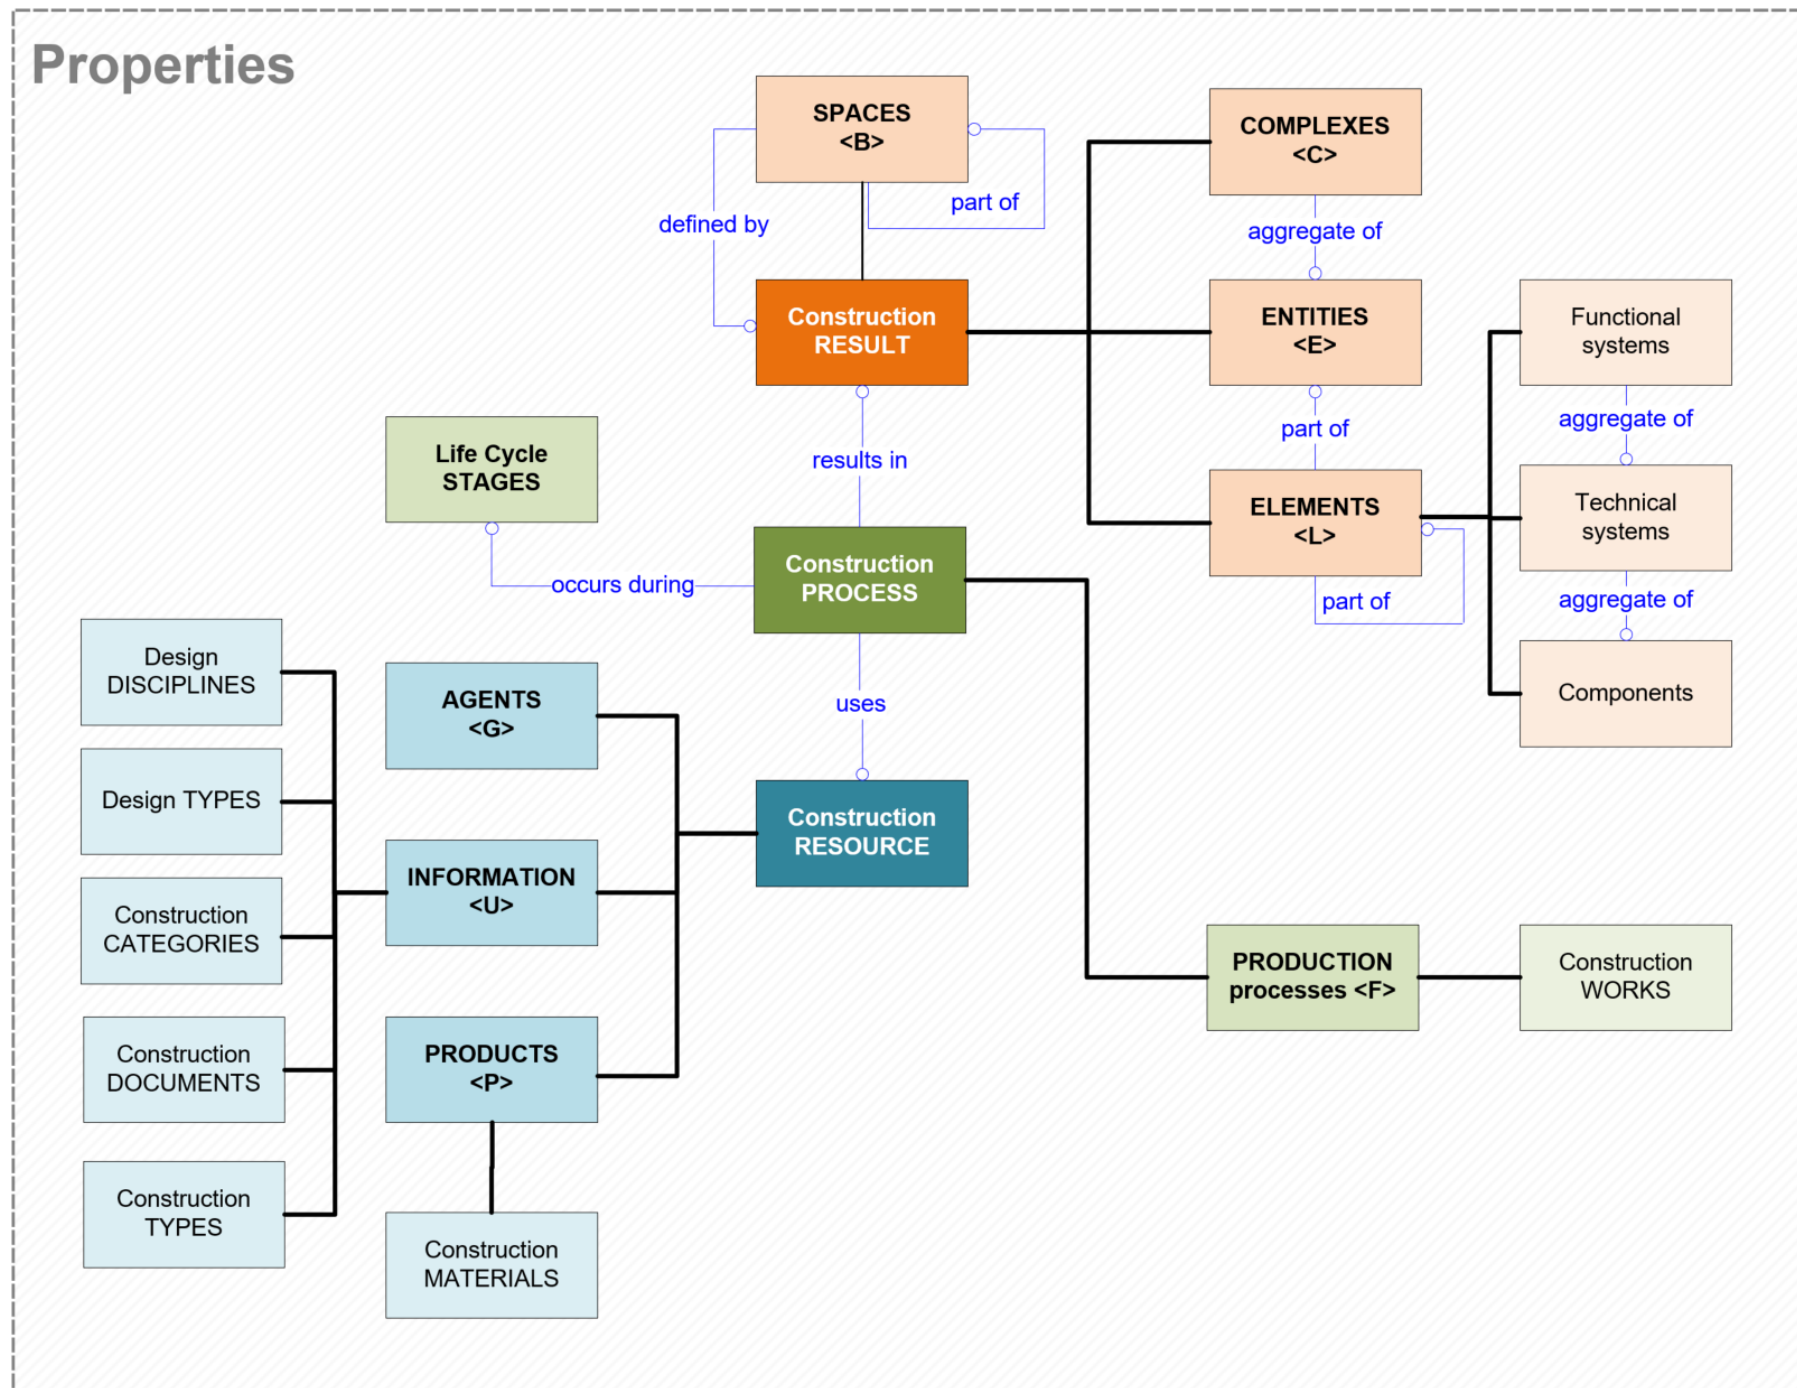 Properties
SPACES
<B>
part of
defined by
COMPLEXES
<C>
aggregate of
Construction
RESULT
ENTITIES
<E>
Functional
systems
part of
aggregate of
results in
Life Cycle
STAGES
ELEMENTS
<L>
Technical
systems
part of
aggregate of
Components
occurs during
Construction
PROCESS
uses
Design
DISCIPLINES
AGENTS
<G>
Design TYPES
Construction
RESOURCE
INFORMATION
<U>
Construction
CATEGORIES
PRODUCTION
processes <F>
Construction
WORKS
Construction
DOCUMENTS
PRODUCTS
<P>
Construction
TYPES
Construction
MATERIALS